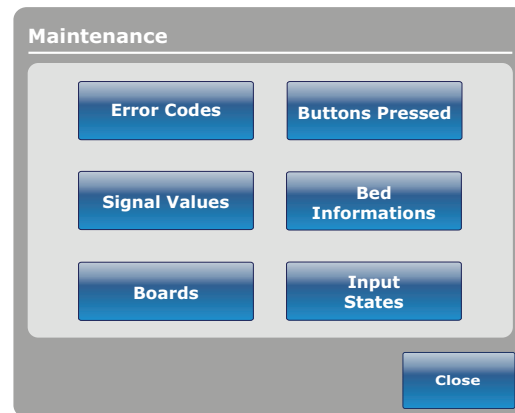 Maintenance
Error Codes
Buttons Pressed
Signal Values
Bed
Informations
Boards
Input
States
Close